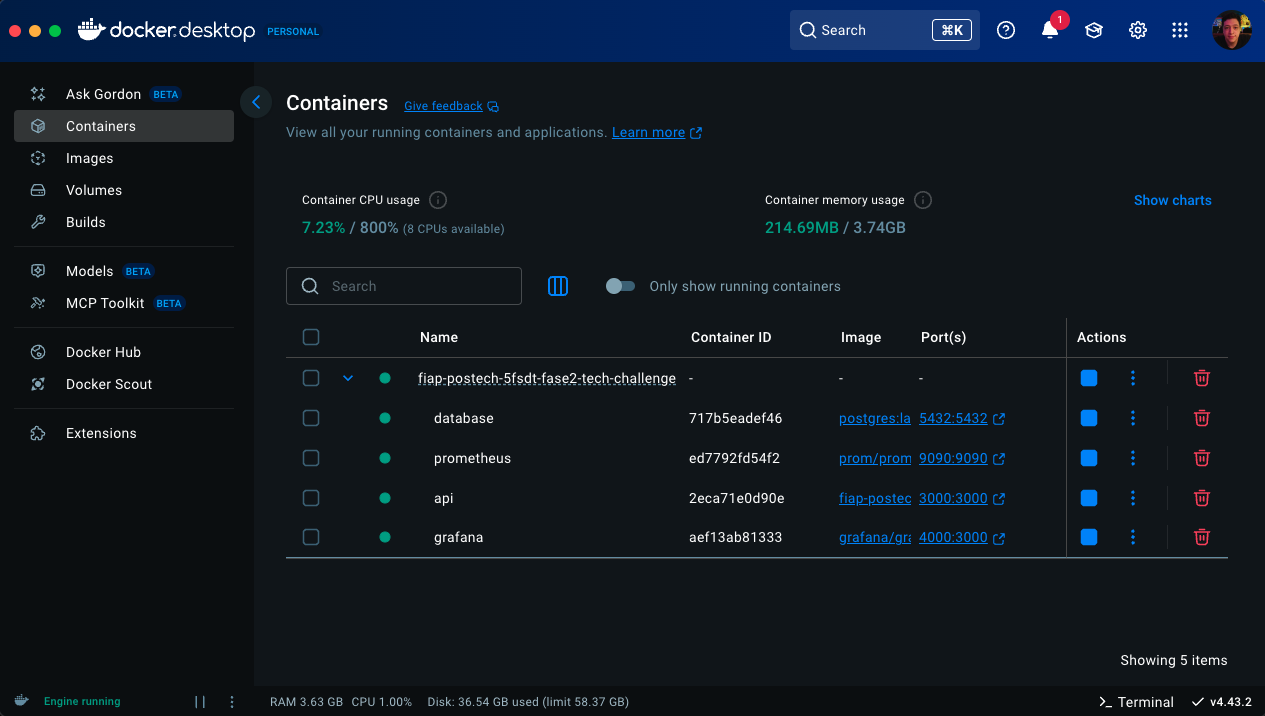 docker.desktop PERSONAL
Search ⌘K
1
Ask Gordon BETA
Containers
Images
Volumes
Builds
Models BETA
MCP Toolkit BETA
Docker Hub
Docker Scout
Extensions
Containers Give feedback
View all your running containers and applications. Learn more
Container CPU usage
7.23% / 800% (8 CPUs available)
Container memory usage
214.69MB / 3.74GB
Show charts
Search
Only show running containers
Name Container ID Image Port(s) Actions
fiap-postech-5fsdt-fase2-tech-challenge - - -
database 717b5eadef46 postgres:la 5432:5432
prometheus ed7792fd54f2 prom/prom 9090:9090
api 2eca71e0d90e fiap-postec 3000:3000
grafana aef13ab81333 grafana/gra 4000:3000
Showing 5 items
Engine running
RAM 3.63 GB CPU 1.00% Disk: 36.54 GB used (limit 58.37 GB)
>_ Terminal
v4.43.2